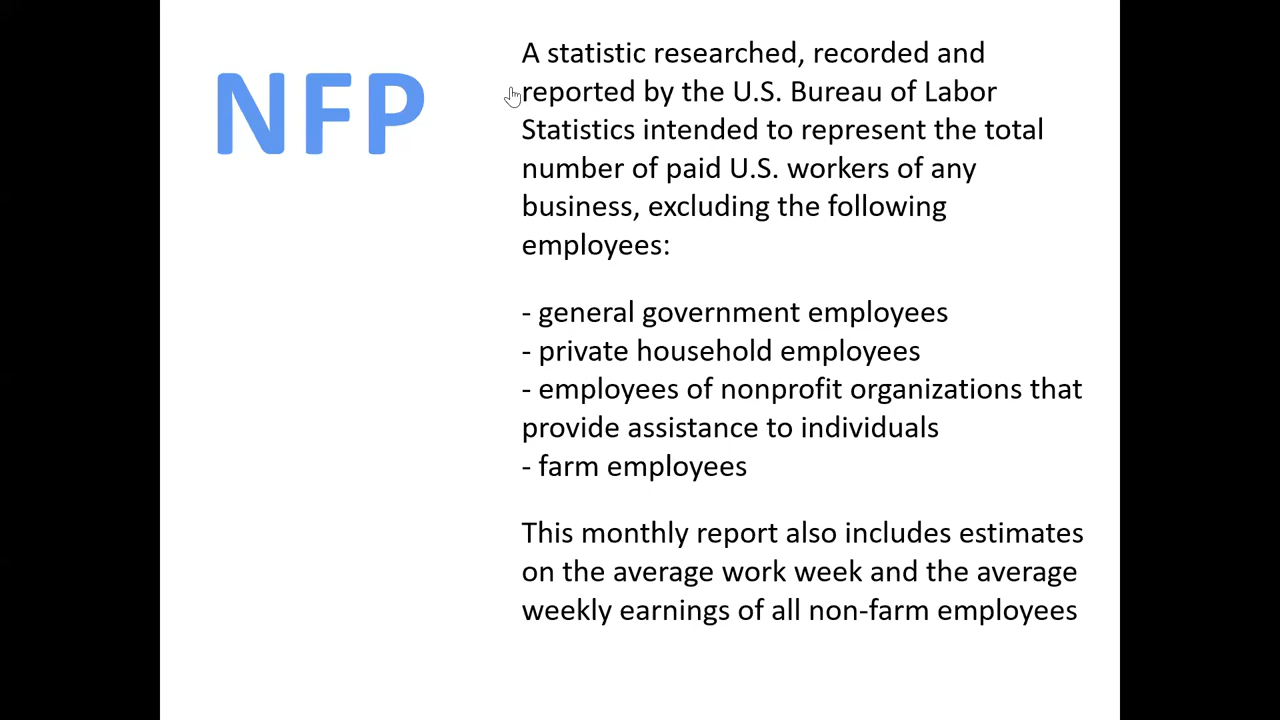 NFP
A statistic researched, recorded and
reported by the U.S. Bureau of Labor
Statistics intended to represent the total
number of paid U.S. workers of any
business, excluding the following
employees:
- general government employees
- private household employees
- employees of nonprofit organizations that
provide assistance to individuals
- farm employees
This monthly report also includes estimates
on the average work week and the average
weekly earnings of all non-farm employees